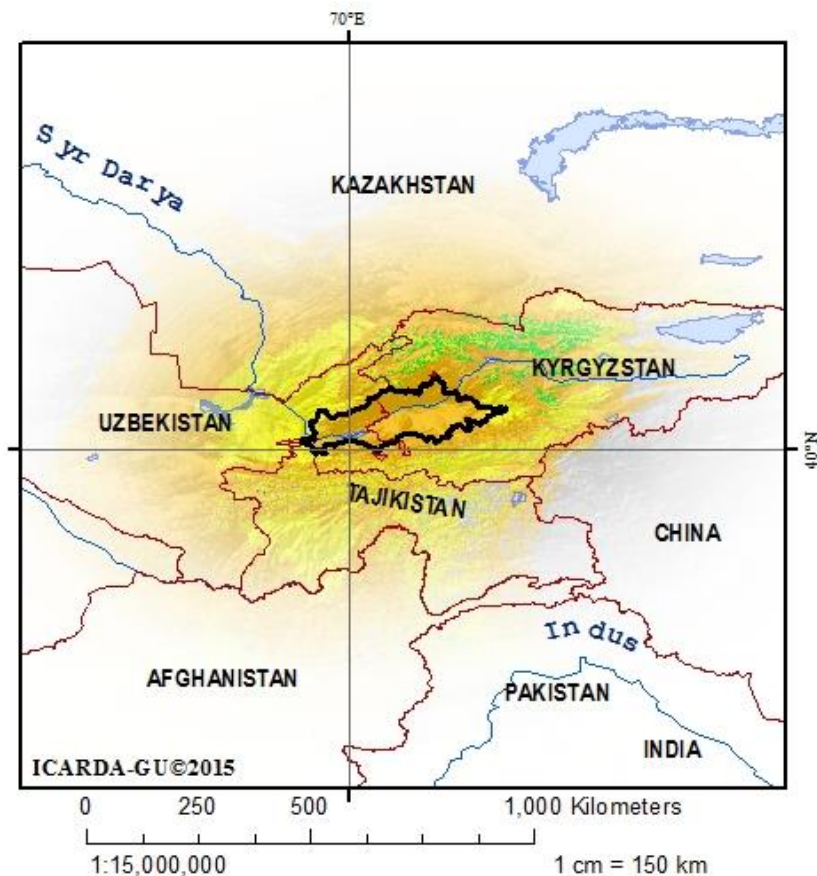 70°E
Syr Darya
KAZAKHSTAN
KYRGYZSTAN
UZBEKISTAN
40°N
TAJIKISTAN
CHINA
Indus
AFGHANISTAN
PAKISTAN
INDIA
ICARDA-GU©2015
0 250 500 1,000 Kilometers
1:15,000,000 1 cm = 150 km